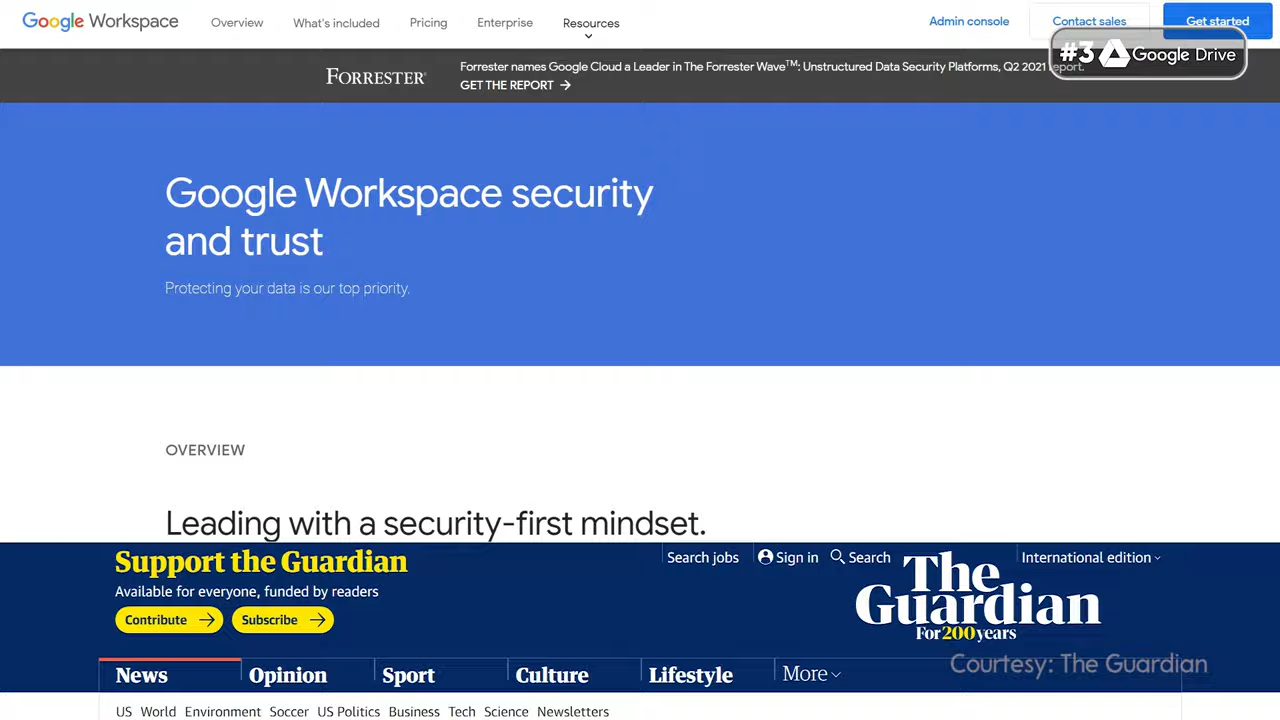 Google Workspace
Overview
What's included
Pricing
Enterprise
Resources
Admin console
Contact sales
Get started
#3 Google Drive
FORRESTER
Forrester names Google Cloud a Leader in The Forrester Wave™: Unstructured Data Security Platforms, Q2 2021 report.
GET THE REPORT →
Google Workspace security
and trust
Protecting your data is our top priority.
OVERVIEW
Leading with a security-first mindset.
Support the Guardian
Available for everyone, funded by readers
Contribute →
Subscribe →
Search jobs
Sign in
Search
International edition
The
Guardian
For 200 years
Courtesy: The Guardian
News
Opinion
Sport
Culture
Lifestyle
More
US World Environment Soccer US Politics Business Tech Science Newsletters